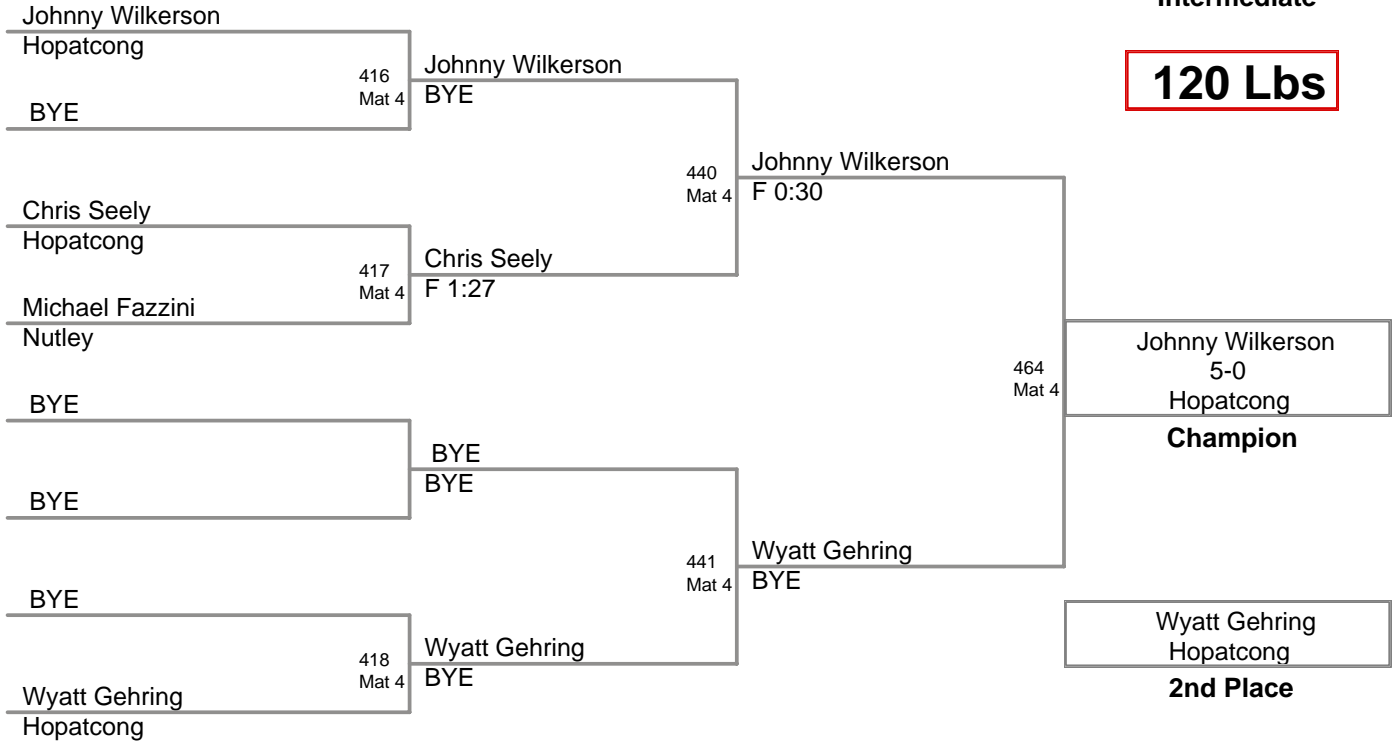 Intermediate
120 Lbs
Johnny Wilkerson
Hopatcong
BYE
416
Mat 4
Johnny Wilkerson
BYE
Chris Seely
Hopatcong
Michael Fazzini
Nutley
417
Mat 4
Chris Seely
F 1:27
440
Mat 4
Johnny Wilkerson
F 0:30
BYE
BYE
BYE
BYE
BYE
Wyatt Gehring
Hopatcong
418
Mat 4
Wyatt Gehring
BYE
441
Mat 4
Wyatt Gehring
BYE
464
Mat 4
Johnny Wilkerson
5-0
Hopatcong
Champion
Wyatt Gehring
Hopatcong
2nd Place